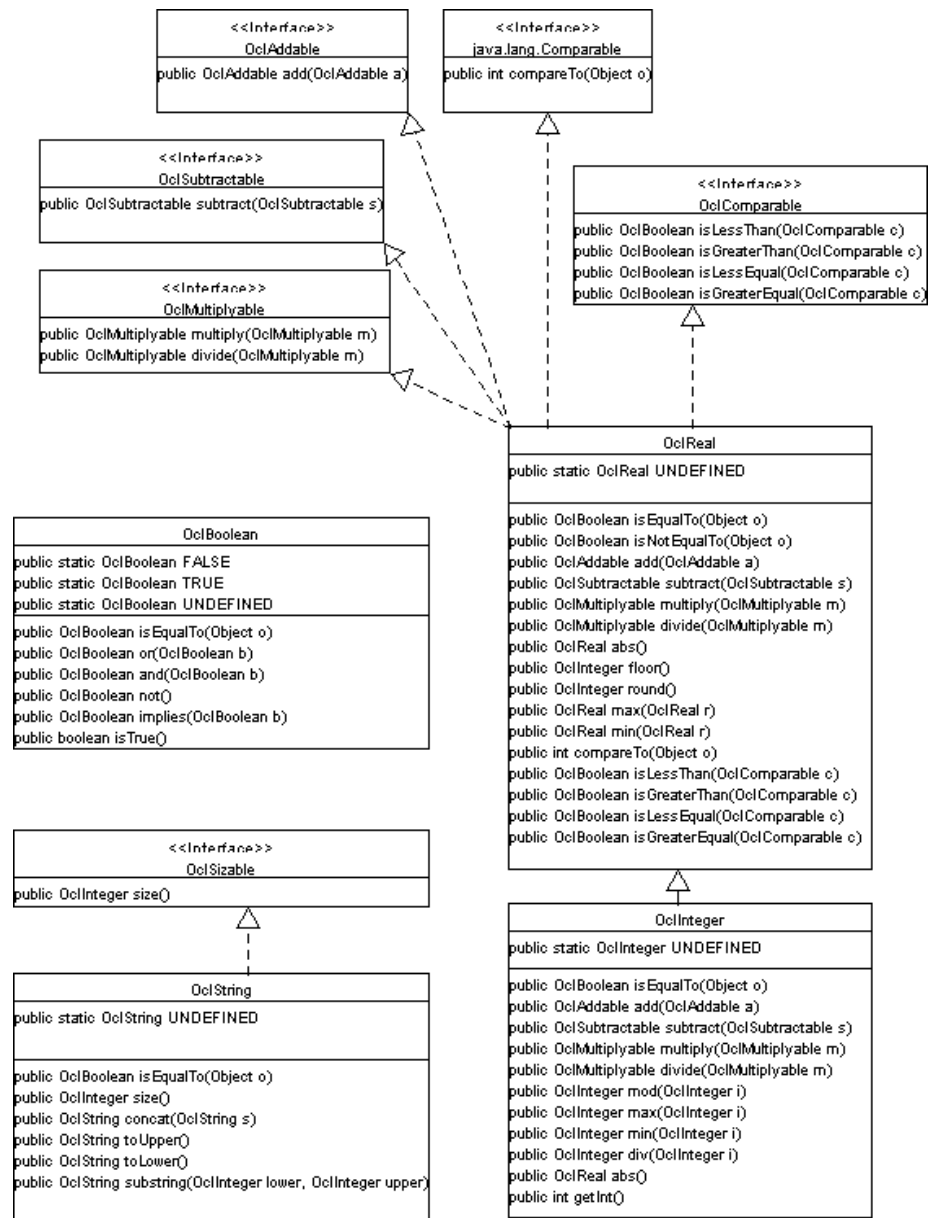 <<Interface>>
OclAddable
public OclAddable add(OclAddable a)
<<Interface>>
java.lang.Comparable
public int compareTo(Object o)
<<Interface>>
OclSubtractable
public OclSubtractable subtract(OclSubtractable s)
<<Interface>>
OclComparable
public OclBoolean isLessThan(OclComparable c)
public OclBoolean isGreaterThan(OclComparable c)
public OclBoolean isLessEqual(OclComparable c)
public OclBoolean isGreaterEqual(OclComparable c)
<<Interface>>
OclMultiplyable
public OclMultiplyable multiply(OclMultiplyable m)
public OclMultiplyable divide(OclMultiplyable m)
OclReal
public static OclReal UNDEFINED
public OclBoolean isEqualTo(Object o)
public OclBoolean isNotEqualTo(Object o)
public OclAddable add(OclAddable a)
public OclSubtractable subtract(OclSubtractable s)
public OclMultiplyable multiply(OclMultiplyable m)
public OclMultiplyable divide(OclMultiplyable m)
public OclReal abs()
public OclInteger floor()
public OclInteger round()
public OclReal max(OclReal r)
public OclReal min(OclReal r)
public int compareTo(Object o)
public OclBoolean isLessThan(OclComparable c)
public OclBoolean isGreaterThan(OclComparable c)
public OclBoolean isLessEqual(OclComparable c)
public OclBoolean isGreaterEqual(OclComparable c)
OclBoolean
public static OclBoolean FALSE
public static OclBoolean TRUE
public static OclBoolean UNDEFINED
public OclBoolean isEqualTo(Object o)
public OclBoolean or(OclBoolean b)
public OclBoolean and(OclBoolean b)
public OclBoolean not()
public OclBoolean implies(OclBoolean b)
public boolean isTrue()
<<Interface>>
OclSizable
public OclInteger size()
OclString
public static OclString UNDEFINED
public OclBoolean isEqualTo(Object o)
public OclInteger size()
public OclString concat(OclString s)
public OclString toUpper()
public OclString toLower()
public OclString substring(OclInteger lower, OclInteger upper)
OclInteger
public static OclInteger UNDEFINED
public OclBoolean isEqualTo(Object o)
public OclAddable add(OclAddable a)
public OclSubtractable subtract(OclSubtractable s)
public OclMultiplyable multiply(OclMultiplyable m)
public OclMultiplyable divide(OclMultiplyable m)
public OclInteger mod(OclInteger i)
public OclInteger max(OclInteger i)
public OclInteger min(OclInteger i)
public OclInteger div(OclInteger i)
public OclReal abs()
public int getInt()